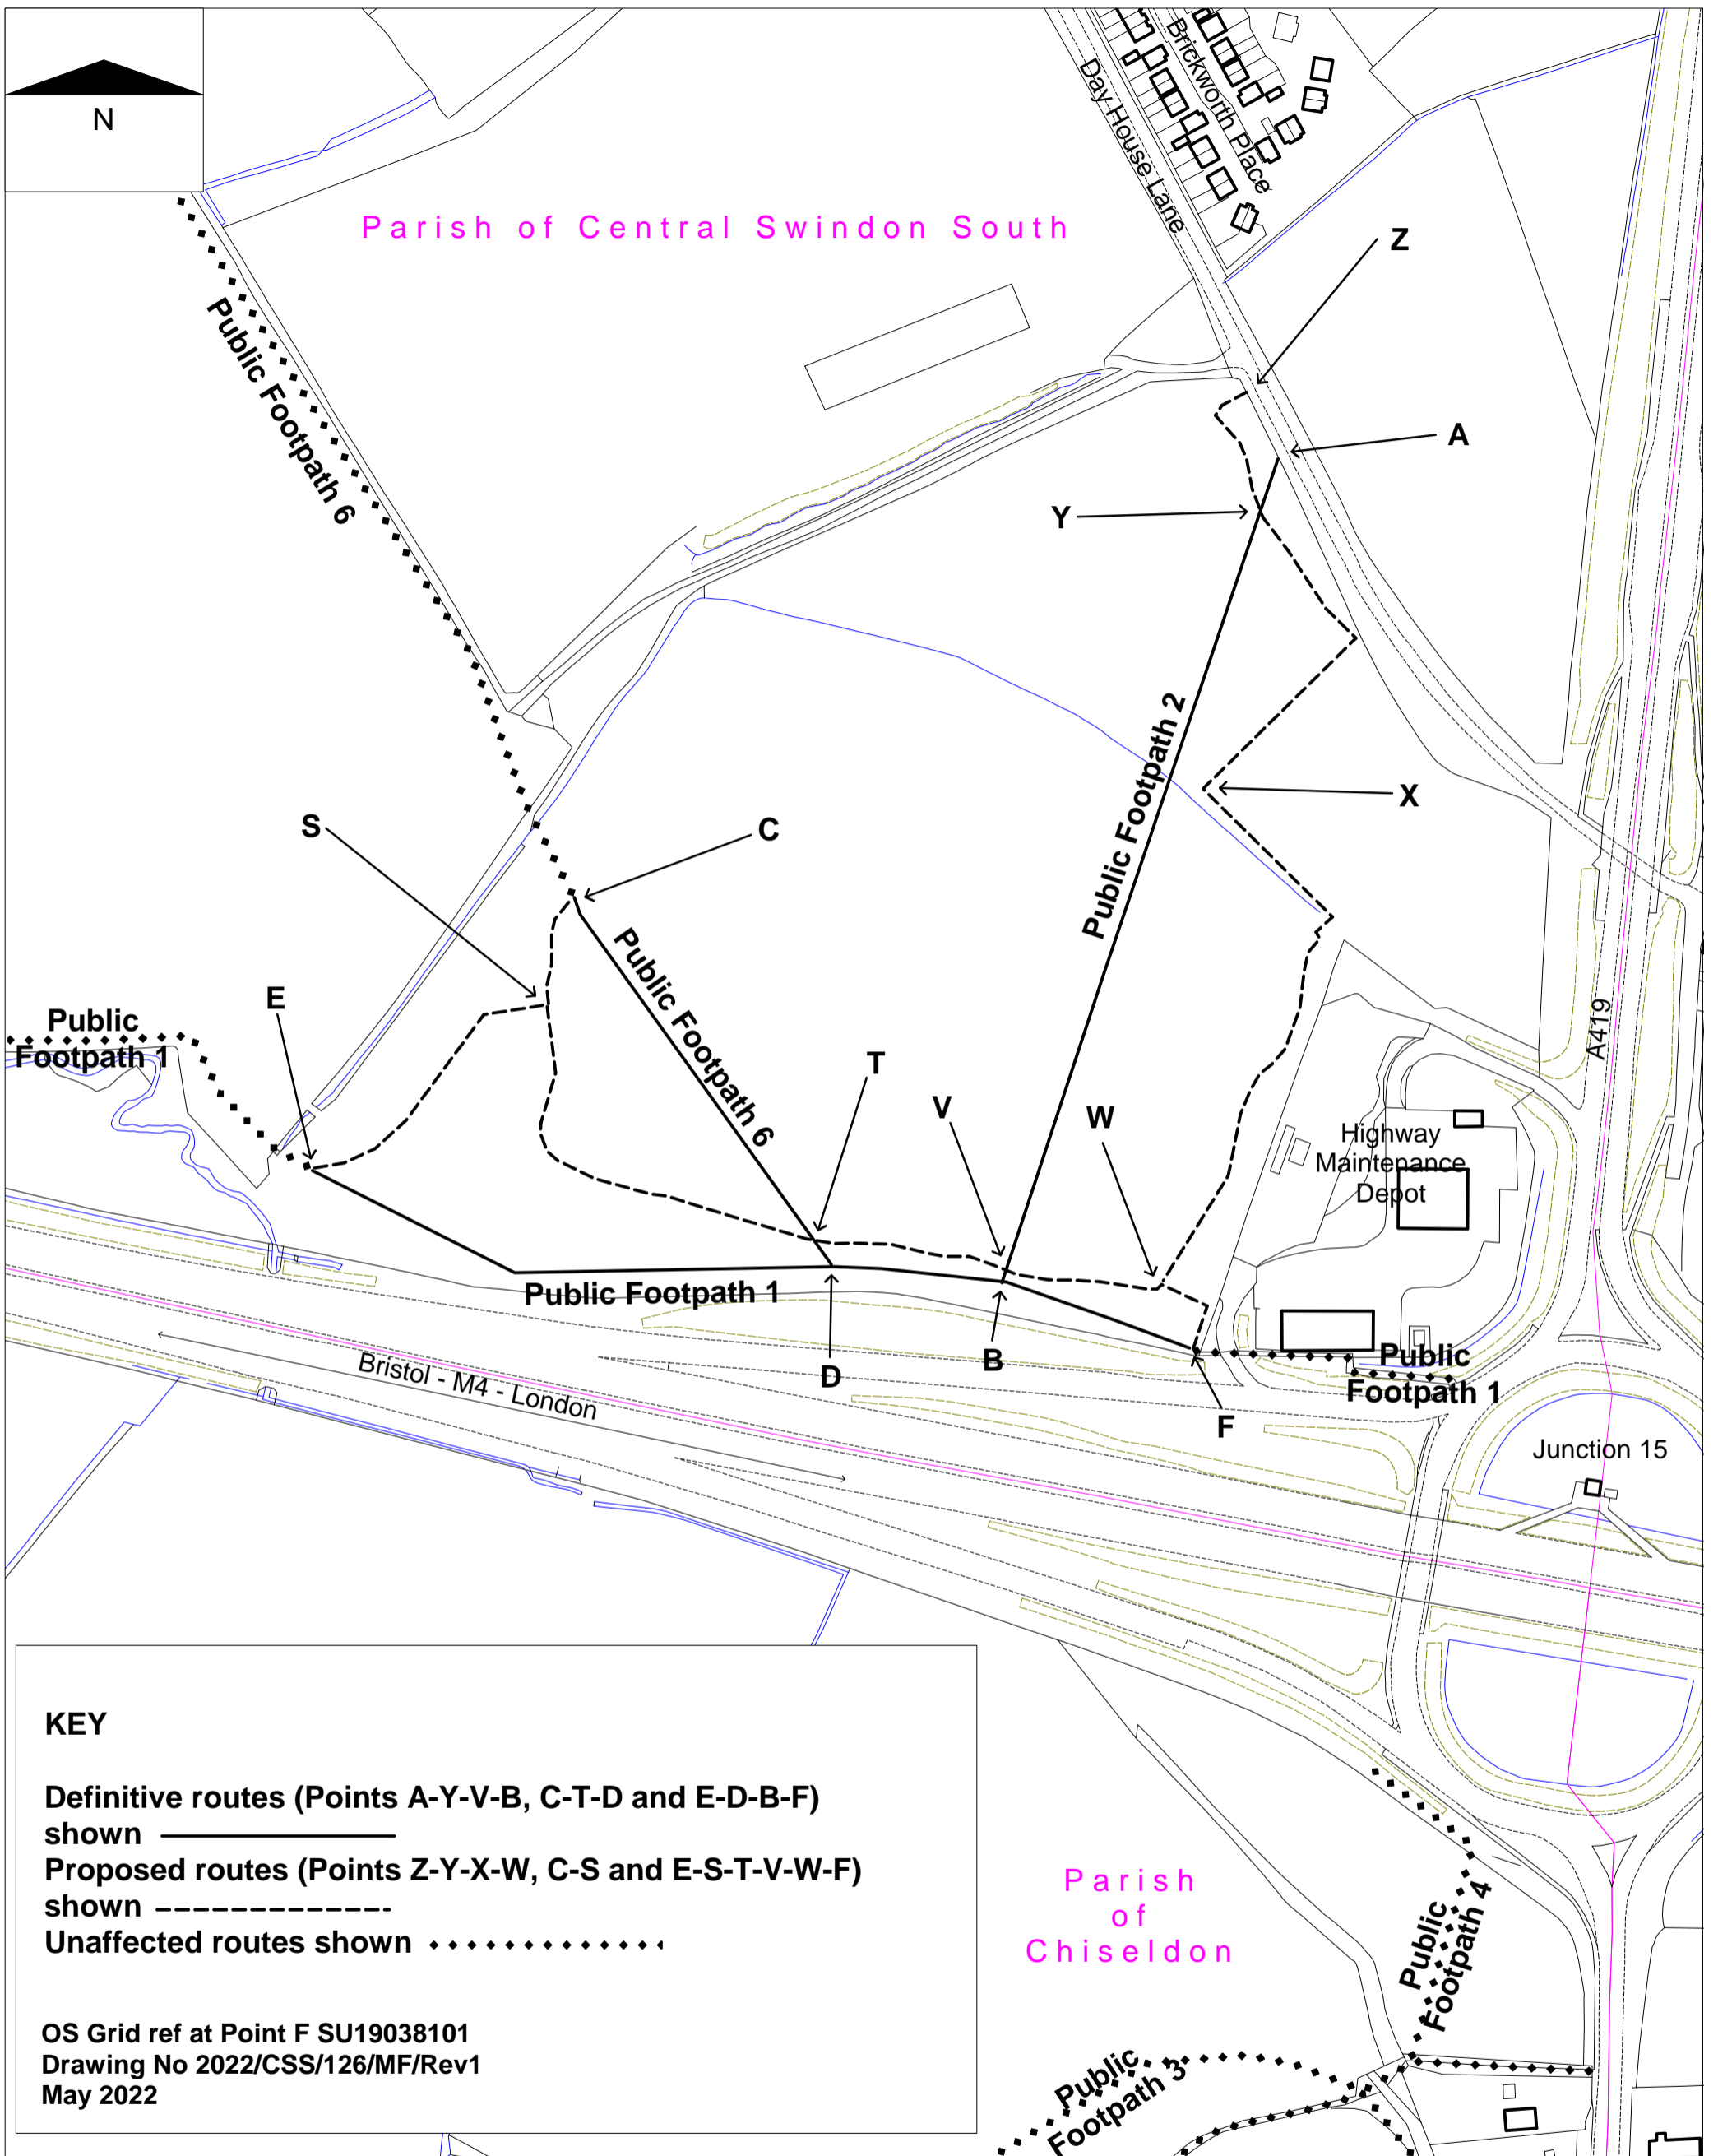 N
Brickworth Place
Day House Lane
Parish of Central Swindon South
Z
Public Footpath 6
A
Y
Public Footpath 2
X
S
C
Public Footpath 6
E
Public
Footpath 1
A419
T
V
W
Highway
Maintenance
Depot
Public Footpath 1
D
B
Public
Footpath 1
F
Bristol - M4 - London
Junction 15
KEY
Definitive routes (Points A-Y-V-B, C-T-D and E-D-B-F)
shown
Proposed routes (Points Z-Y-X-W, C-S and E-S-T-V-W-F)
shown
Unaffected routes shown
OS Grid ref at Point F SU19038101
Drawing No 2022/CSS/126/MF/Rev1
May 2022
Parish
of
Chiseldon
Public
Footpath 4
Public
Footpath 3